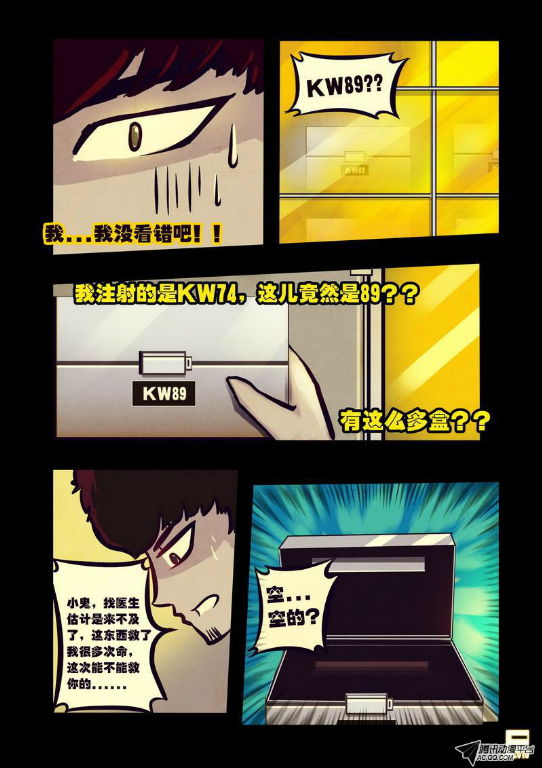 KW89??
KW89
我...我没看错吧！！
我注射的是KW74，这儿竟然是89？？
KW89
有这么多盒？？
小鬼，找医生
估计是来不及
了，这东西救了
我很多次命，
这次能不能救
你的......
空...
空的？
腾讯动漫平台
AC.QQ.COM